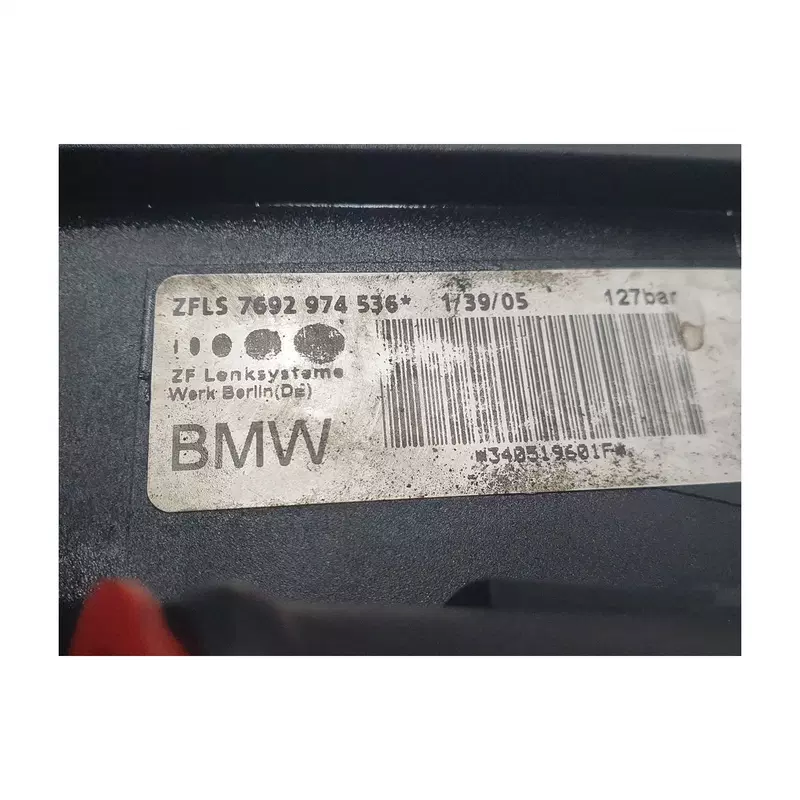 ZFLS 7692 974 536* 1/39/05 127bar
ZF Lenksysteme
Werk Berlin(De)
BMW
*340519601F*